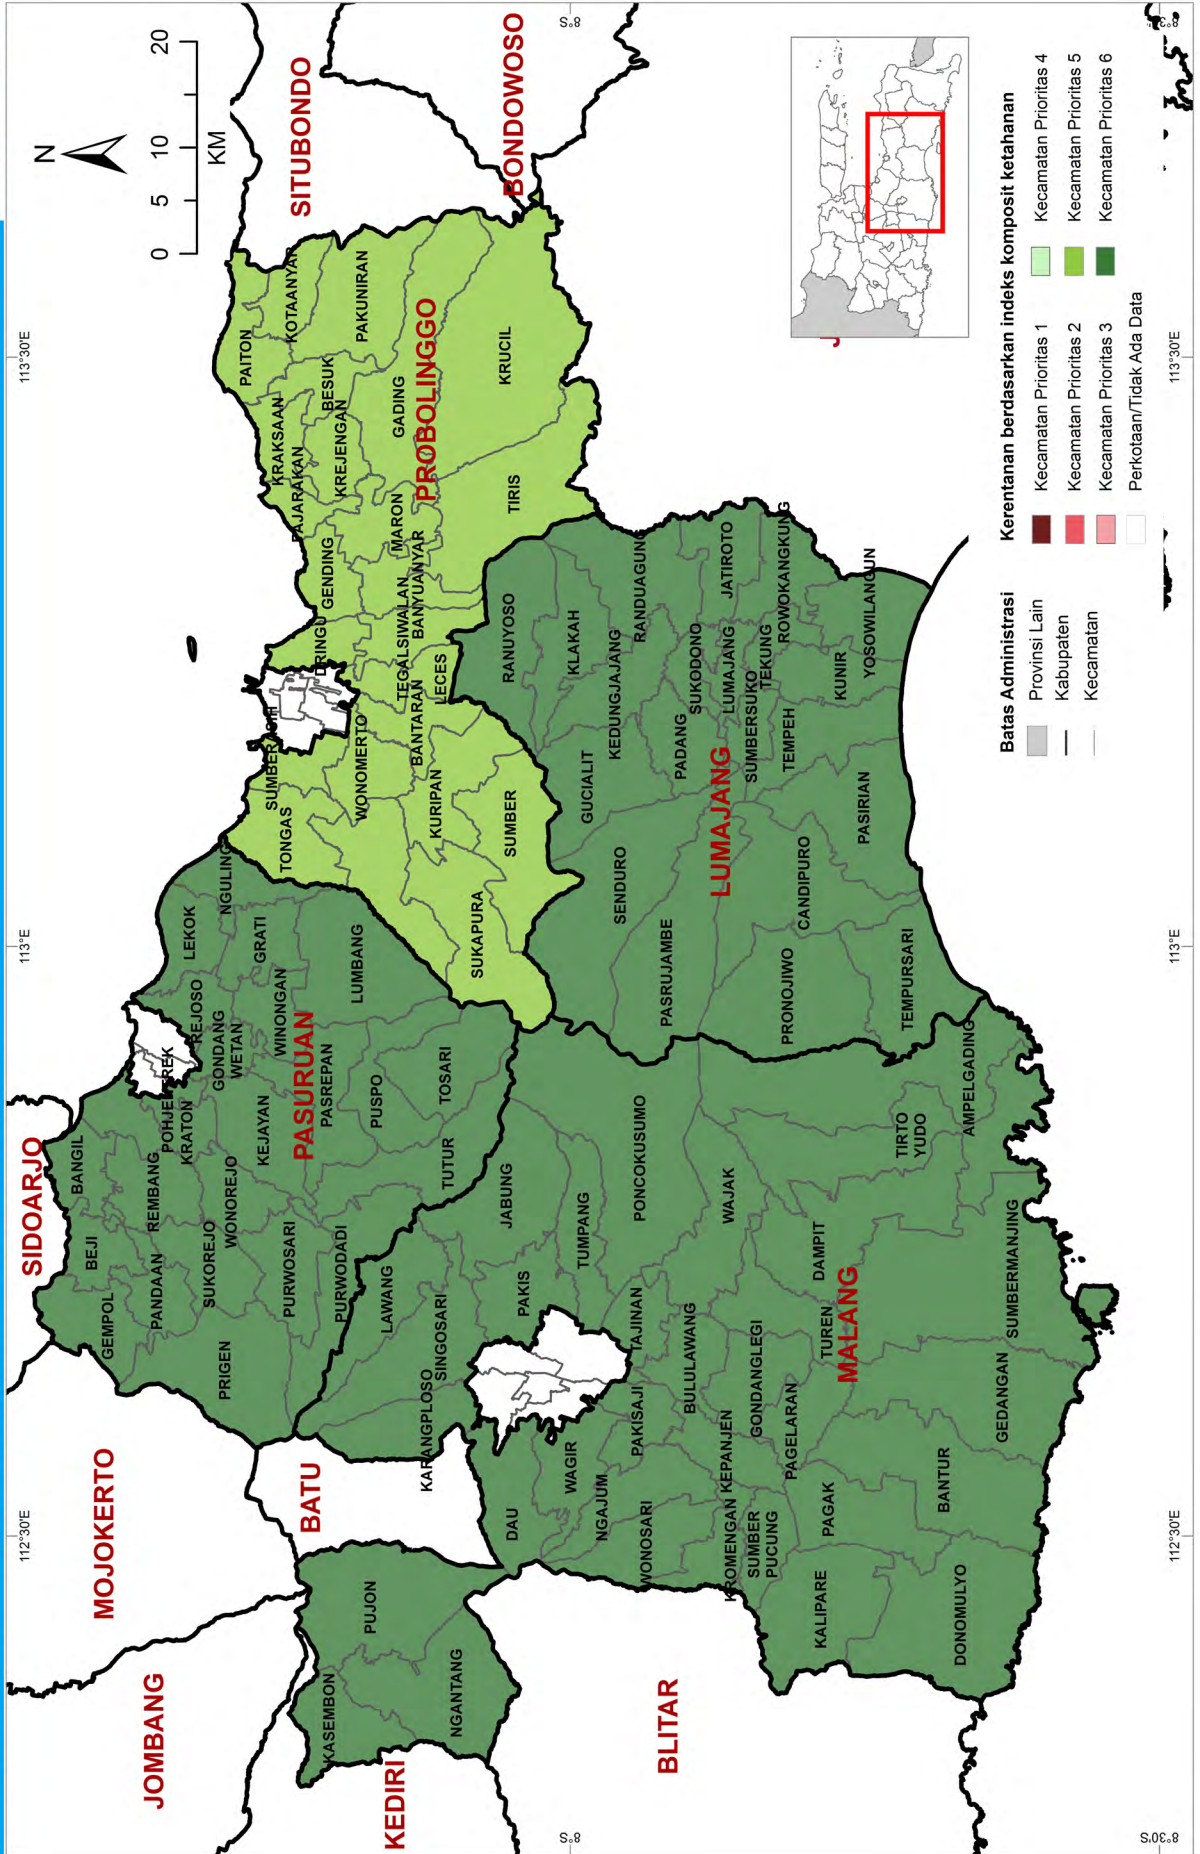 112°30'E
113°E
113°30'E
N
0 5 10 20
KM
MOJOKERTO
JOMBANG
KEDIRI
BATU
BLITAR
SIDOARJO
SITUBONDO
BONDOWOSO
PASURUAN
GEMPOL
BEJI
BANGIL
PANDAAN
REMBANG
KRATON
POHJENTREK
PRIGEN
SUKOREJO
WONOREJO
PURWOSARI
PURWODADI
KEJAYAN
GONDANG
WETAN
REJOSO
LEKOK
NGULING
GRATI
WINONGAN
PASREPAN
LUMBANG
PUSPO
TOSARI
TUTUR
PROBOLINGGO
TONGAS
SUMBERASIH
WONOMERTO
DRINGU
GENDING
PAJARAKAN
KRAKSAAN
PAITON
KOTAANYAR
BESUK
KREJENGAN
PAKUNIRAN
MARON
GADING
TEGALSIWALAN
BANYUANYAR
LECES
BANTARAN
KURIPAN
SUMBER
SUKAPURA
TIRIS
KRUCIL
LUMAJANG
RANUYOSO
KLAKAH
RANDUAGUNG
KEDUNGJAJANG
GUCIALIT
SENDURO
PADANG
SUKODONO
LUMAJANG
JATIROTO
SUMBERSUKO
TEKUNG
ROWOKANGKUNG
TEMPEH
KUNIR
YOSOWILANGUN
PASIRIAN
CANDIPURO
PASRUJAMBE
PRONOJIWO
TEMPURSARI
MALANG
KASEMBON
PUJON
NGANTANG
LAWANG
SINGOSARI
KARANGPLOSO
JABUNG
PAKIS
DAU
WAGIR
TUMPANG
PONCOKUSUMO
NGAJUM
WONOSARI
PAKISAJI
TAJINAN
BULULAWANG
WAJAK
KROMENGAN
KEPANJEN
GONDANGLEGI
SUMBER
PUCUNG
PAGELARAN
TUREN
DAMPIT
TIRTO
YUDO
AMPELGADING
KALIPARE
PAGAK
BANTUR
DONOMULYO
GEDANGAN
SUMBERMANJING
J
Batas Administrasi
Provinsi Lain
Kabupaten
Kecamatan
Kerentanan berdasarkan indeks komposit ketahanan
Kecamatan Prioritas 1
Kecamatan Prioritas 2
Kecamatan Prioritas 3
Perkotaan/Tidak Ada Data
Kecamatan Prioritas 4
Kecamatan Prioritas 5
Kecamatan Prioritas 6
8°S
8°S
8°30'S
112°30'E
113°E
113°30'E